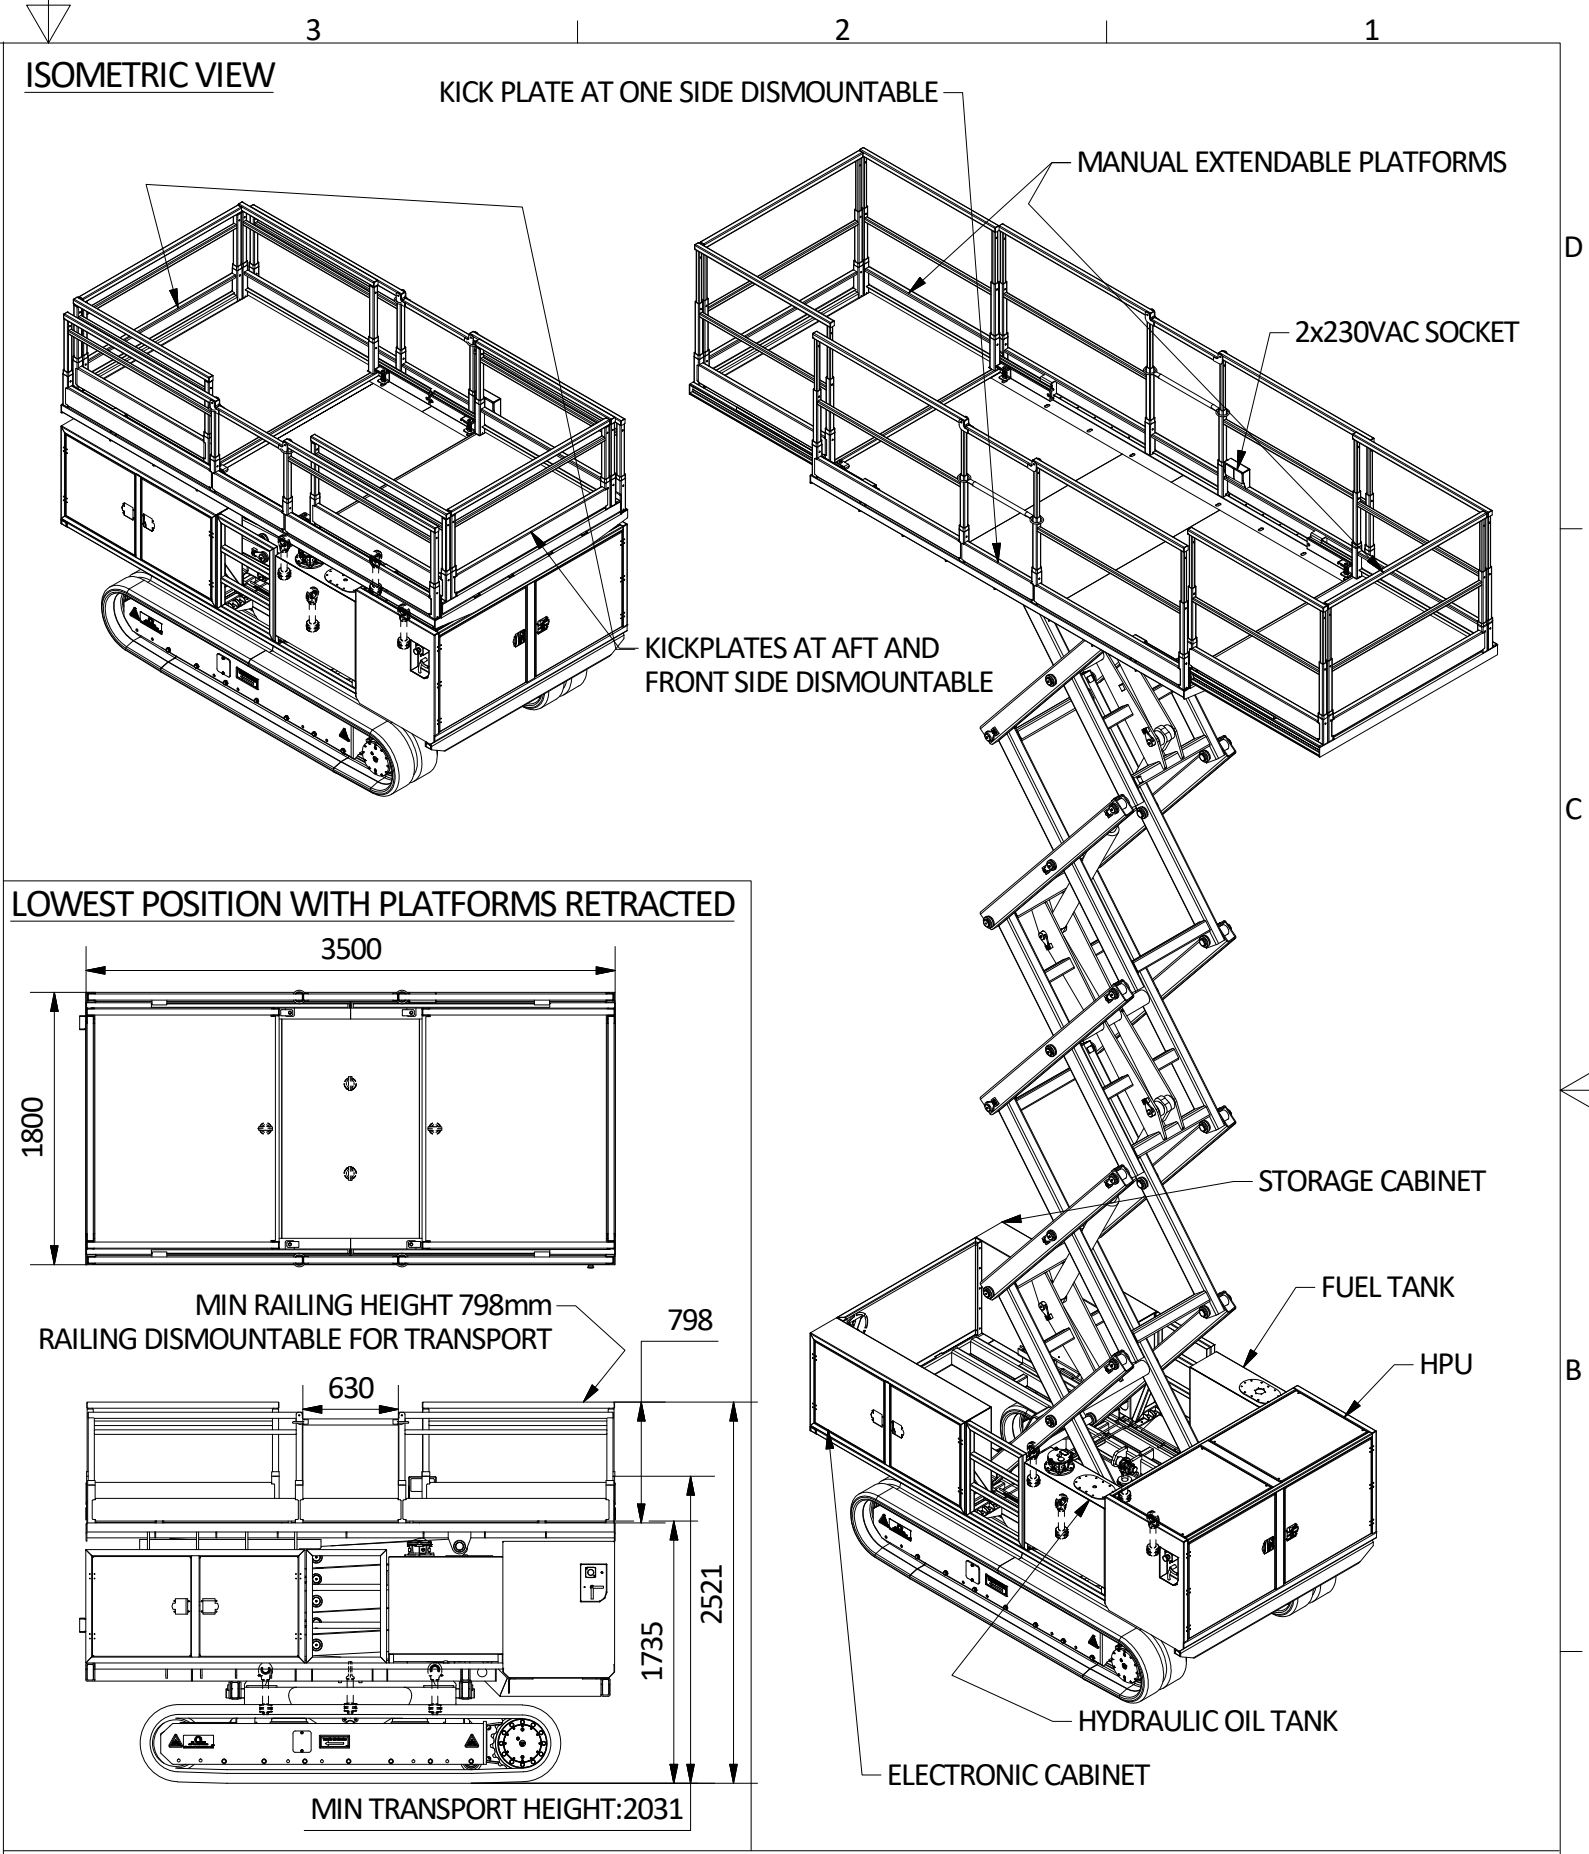 3
2
1
ISOMETRIC VIEW
KICK PLATE AT ONE SIDE DISMOUNTABLE
MANUAL EXTENDABLE PLATFORMS
D
2x230VAC SOCKET
KICKPLATES AT AFT AND
FRONT SIDE DISMOUNTABLE
C
LOWEST POSITION WITH PLATFORMS RETRACTED
3500
1800
MIN RAILING HEIGHT 798mm
RAILING DISMOUNTABLE FOR TRANSPORT
798
630
2521
1735
MIN TRANSPORT HEIGHT:2031
STORAGE CABINET
FUEL TANK
HPU
B
HYDRAULIC OIL TANK
ELECTRONIC CABINET